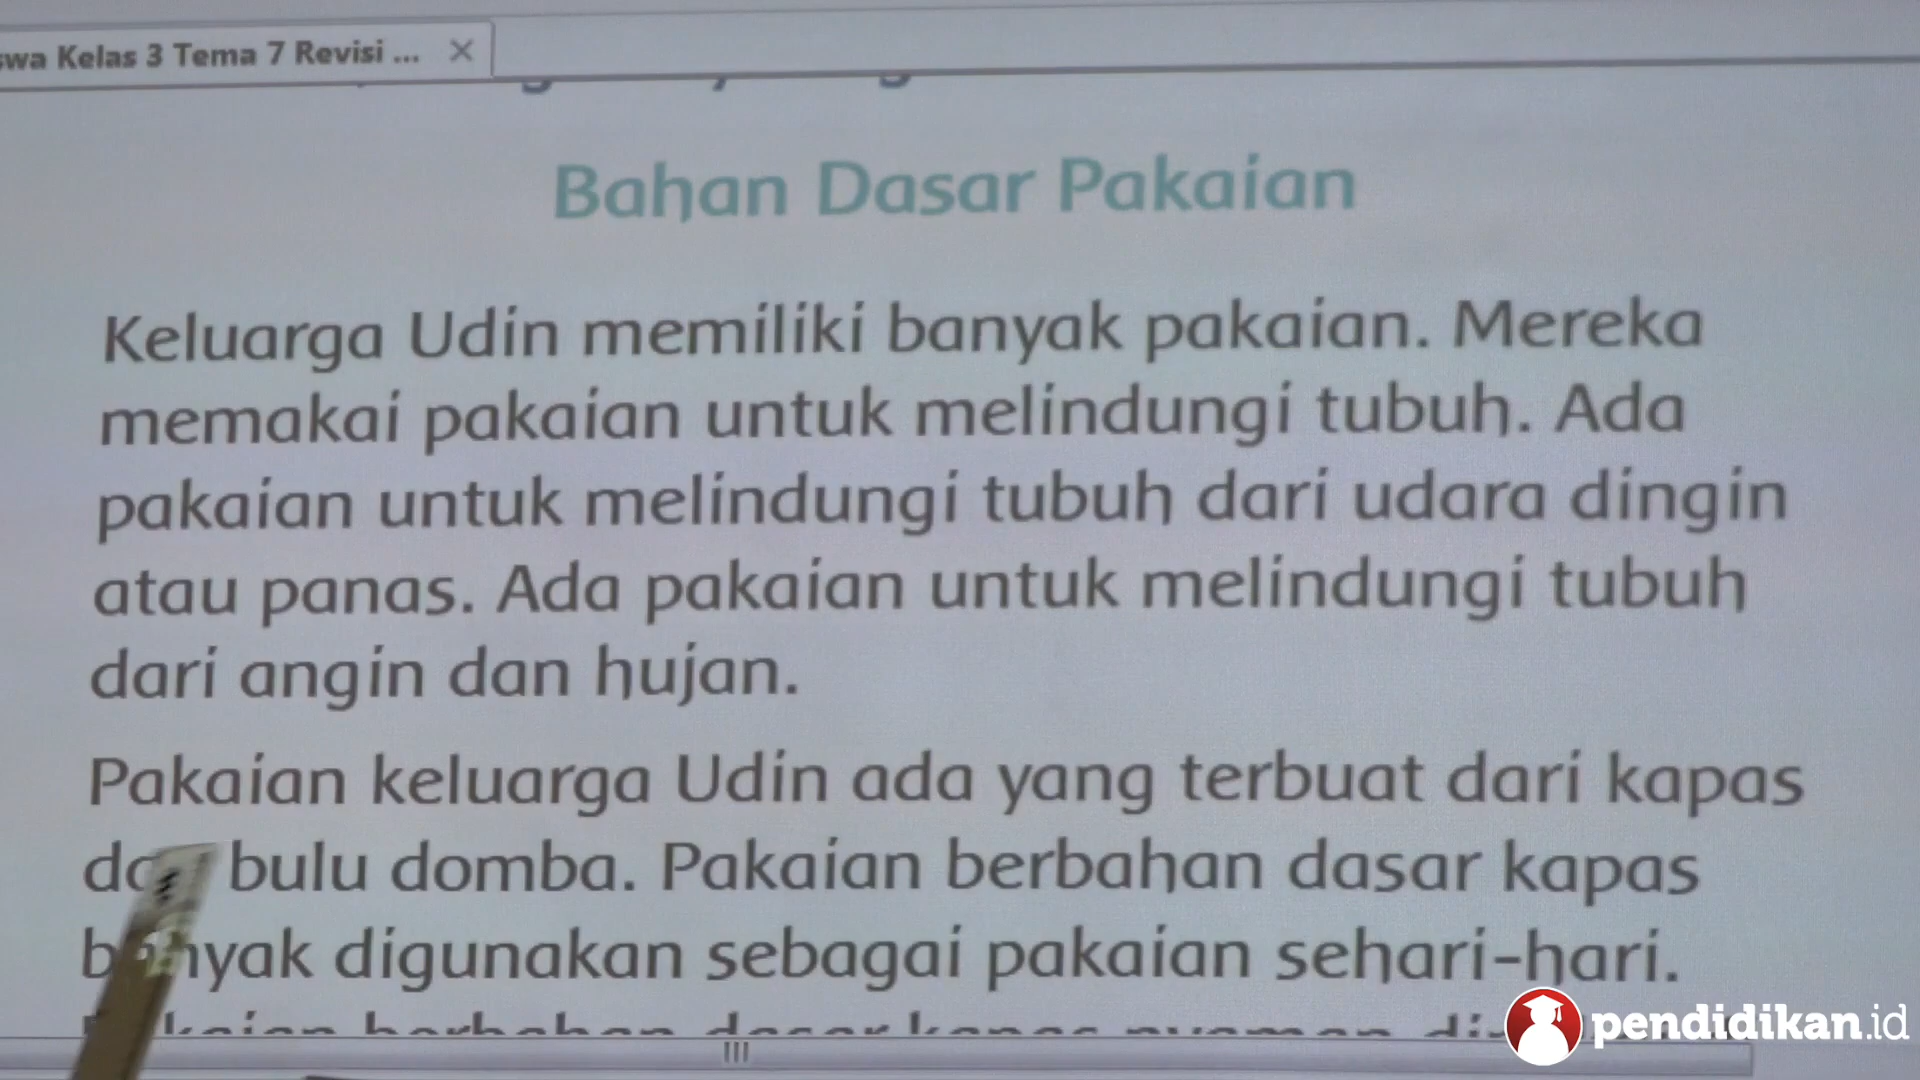 swa Kelas 3 Tema 7 Revisi ...
Bahan Dasar Pakaian
Keluarga Udin memiliki banyak pakaian. Mereka
memakai pakaian untuk melindungi tubuh. Ada
pakaian untuk melindungi tubuh dari udara dingin
atau panas. Ada pakaian untuk melindungi tubuh
dari angin dan hujan.
Pakaian keluarga Udin ada yang terbuat dari kapas
bulu domba. Pakaian berbahan dasar kapas
banyak digunakan sebagai pakaian sehari-hari.
pendidikan.id